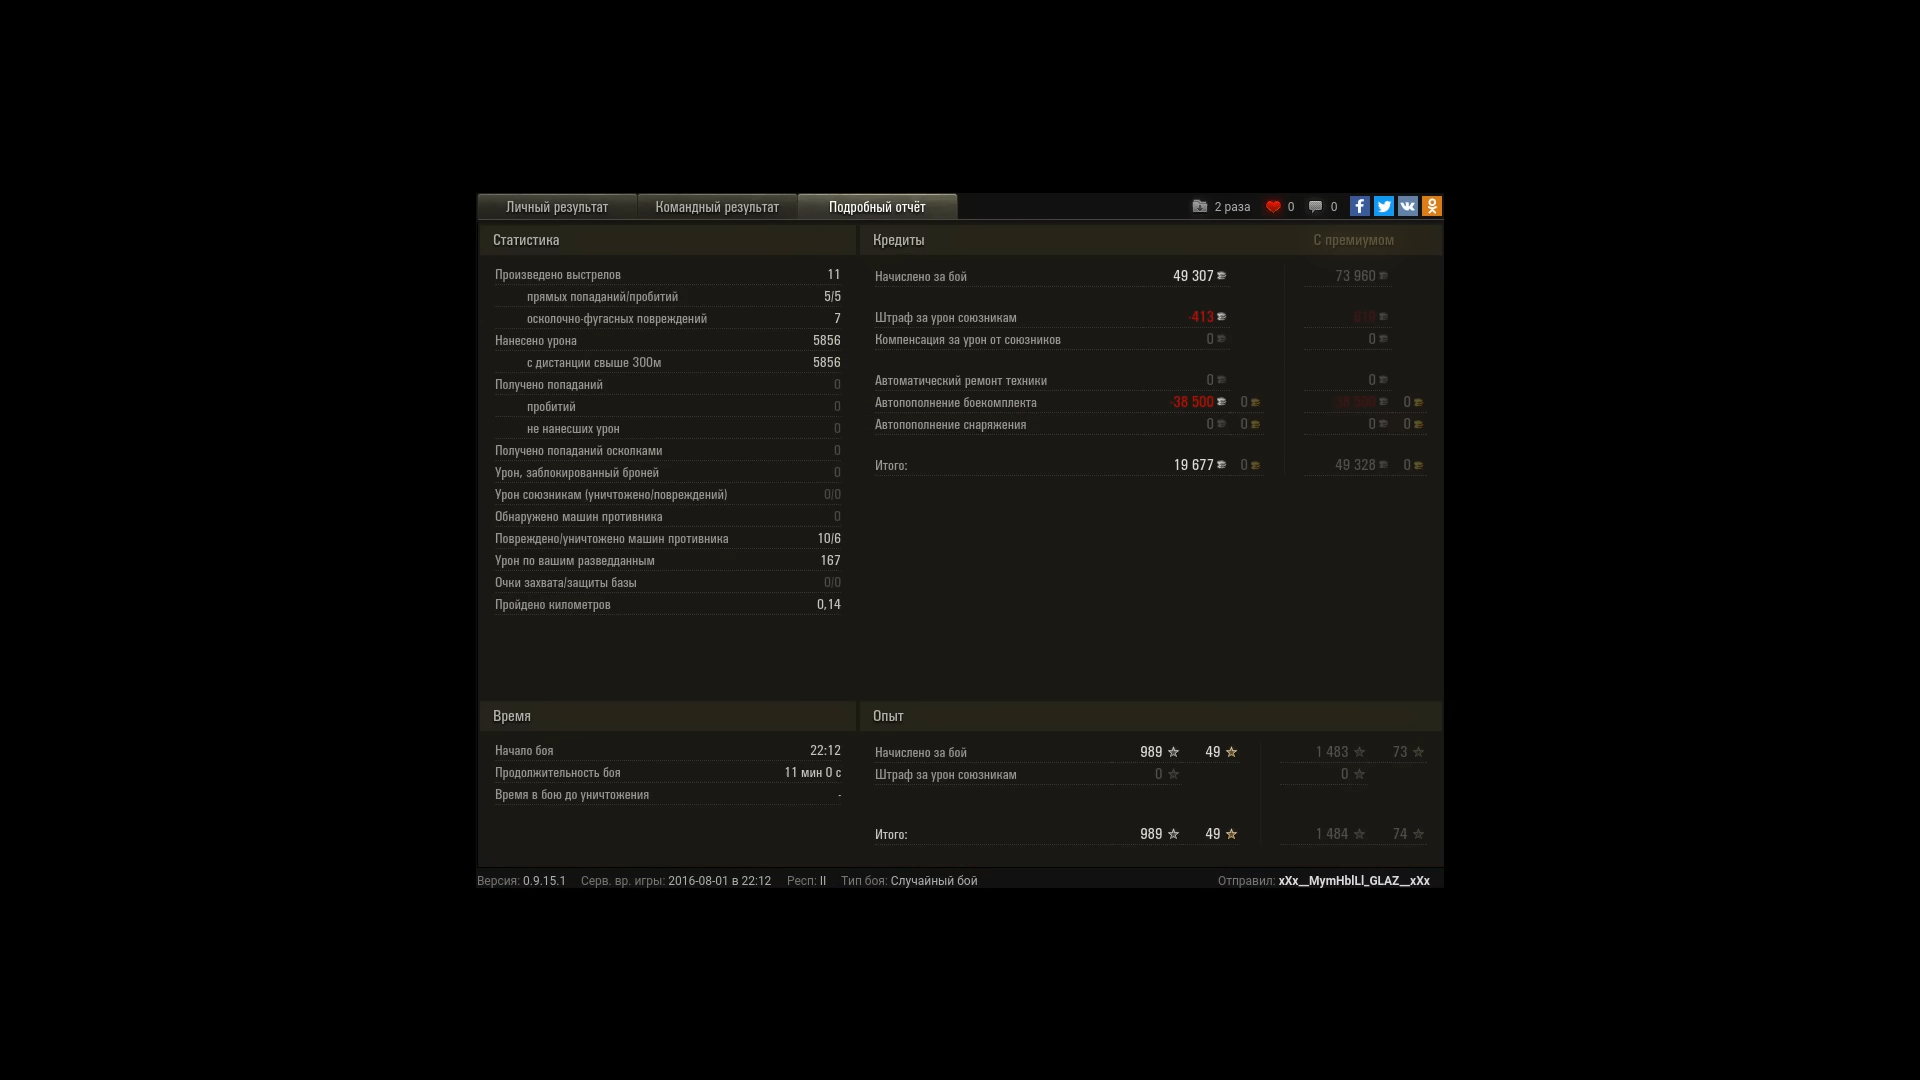 Личный результат Командный результат Подробный отчёт 2 раза 0 0
Статистика
Произведено выстрелов 11
прямых попаданий/пробитий 5/5
осколочно-фугасных повреждений 7
Нанесено урона 5856
с дистанции свыше 300м 5856
Получено попаданий 0
пробитий 0
не нанесших урон 0
Получено попаданий осколками 0
Урон, заблокированный броней 0
Урон союзникам (уничтожено/повреждений) 0/0
Обнаружено машин противника 0
Повреждено/уничтожено машин противника 10/6
Урон по вашим разведданным 167
Очки захвата/защиты базы 0/0
Пройдено километров 0,14
Кредиты С премиумом
Начислено за бой 49 307 73 960
Штраф за урон союзникам -413
Компенсация за урон от союзников 0 0
Автоматический ремонт техники 0 0
Автопополнение боекомплекта -38 500 0 0
Автопополнение снаряжения 0 0 0 0
Итого: 19 677 0 49 328 0
Время
Начало боя 22:12
Продолжительность боя 11 мин 0 с
Время в бою до уничтожения -
Опыт
Начислено за бой 989 49 1 483 73
Штраф за урон союзникам 0 0
Итого: 989 49 1 484 74
Версия: 0.9.15.1 Серв. вр. игры: 2016-08-01 в 22:12 Респ: II Тип боя: Случайный бой Отправил: xXx__MymHblLl_GLAZ__xXx